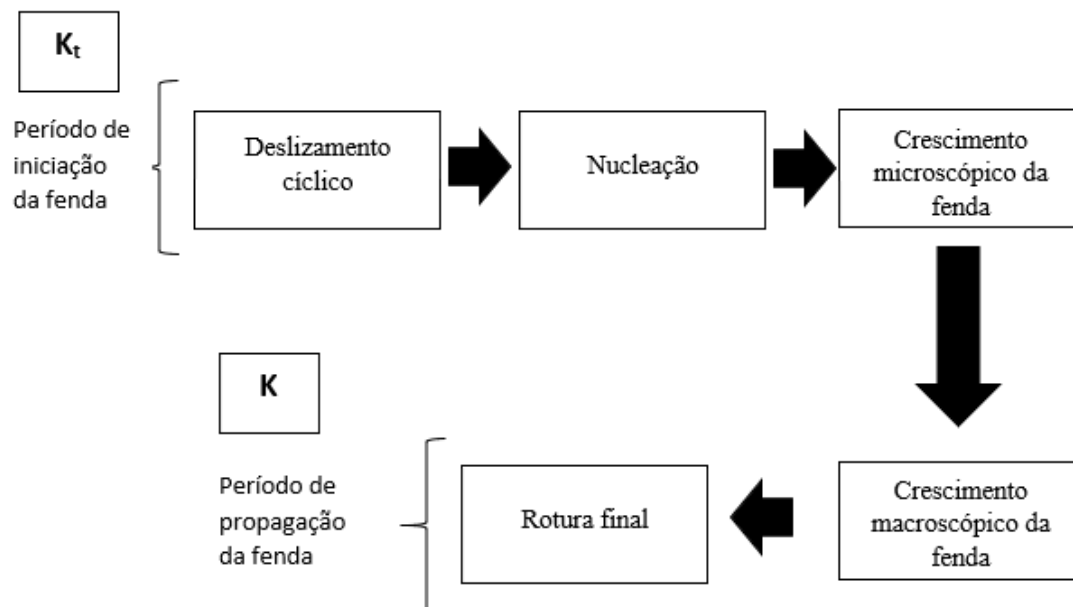 Kt
Período de
iniciação
da fenda
Deslizamento
cíclico
Nucleação
Crescimento
microscópico da
fenda
K
Período de
propagação
da fenda
Rotura final
Crescimento
macroscópico da
fenda